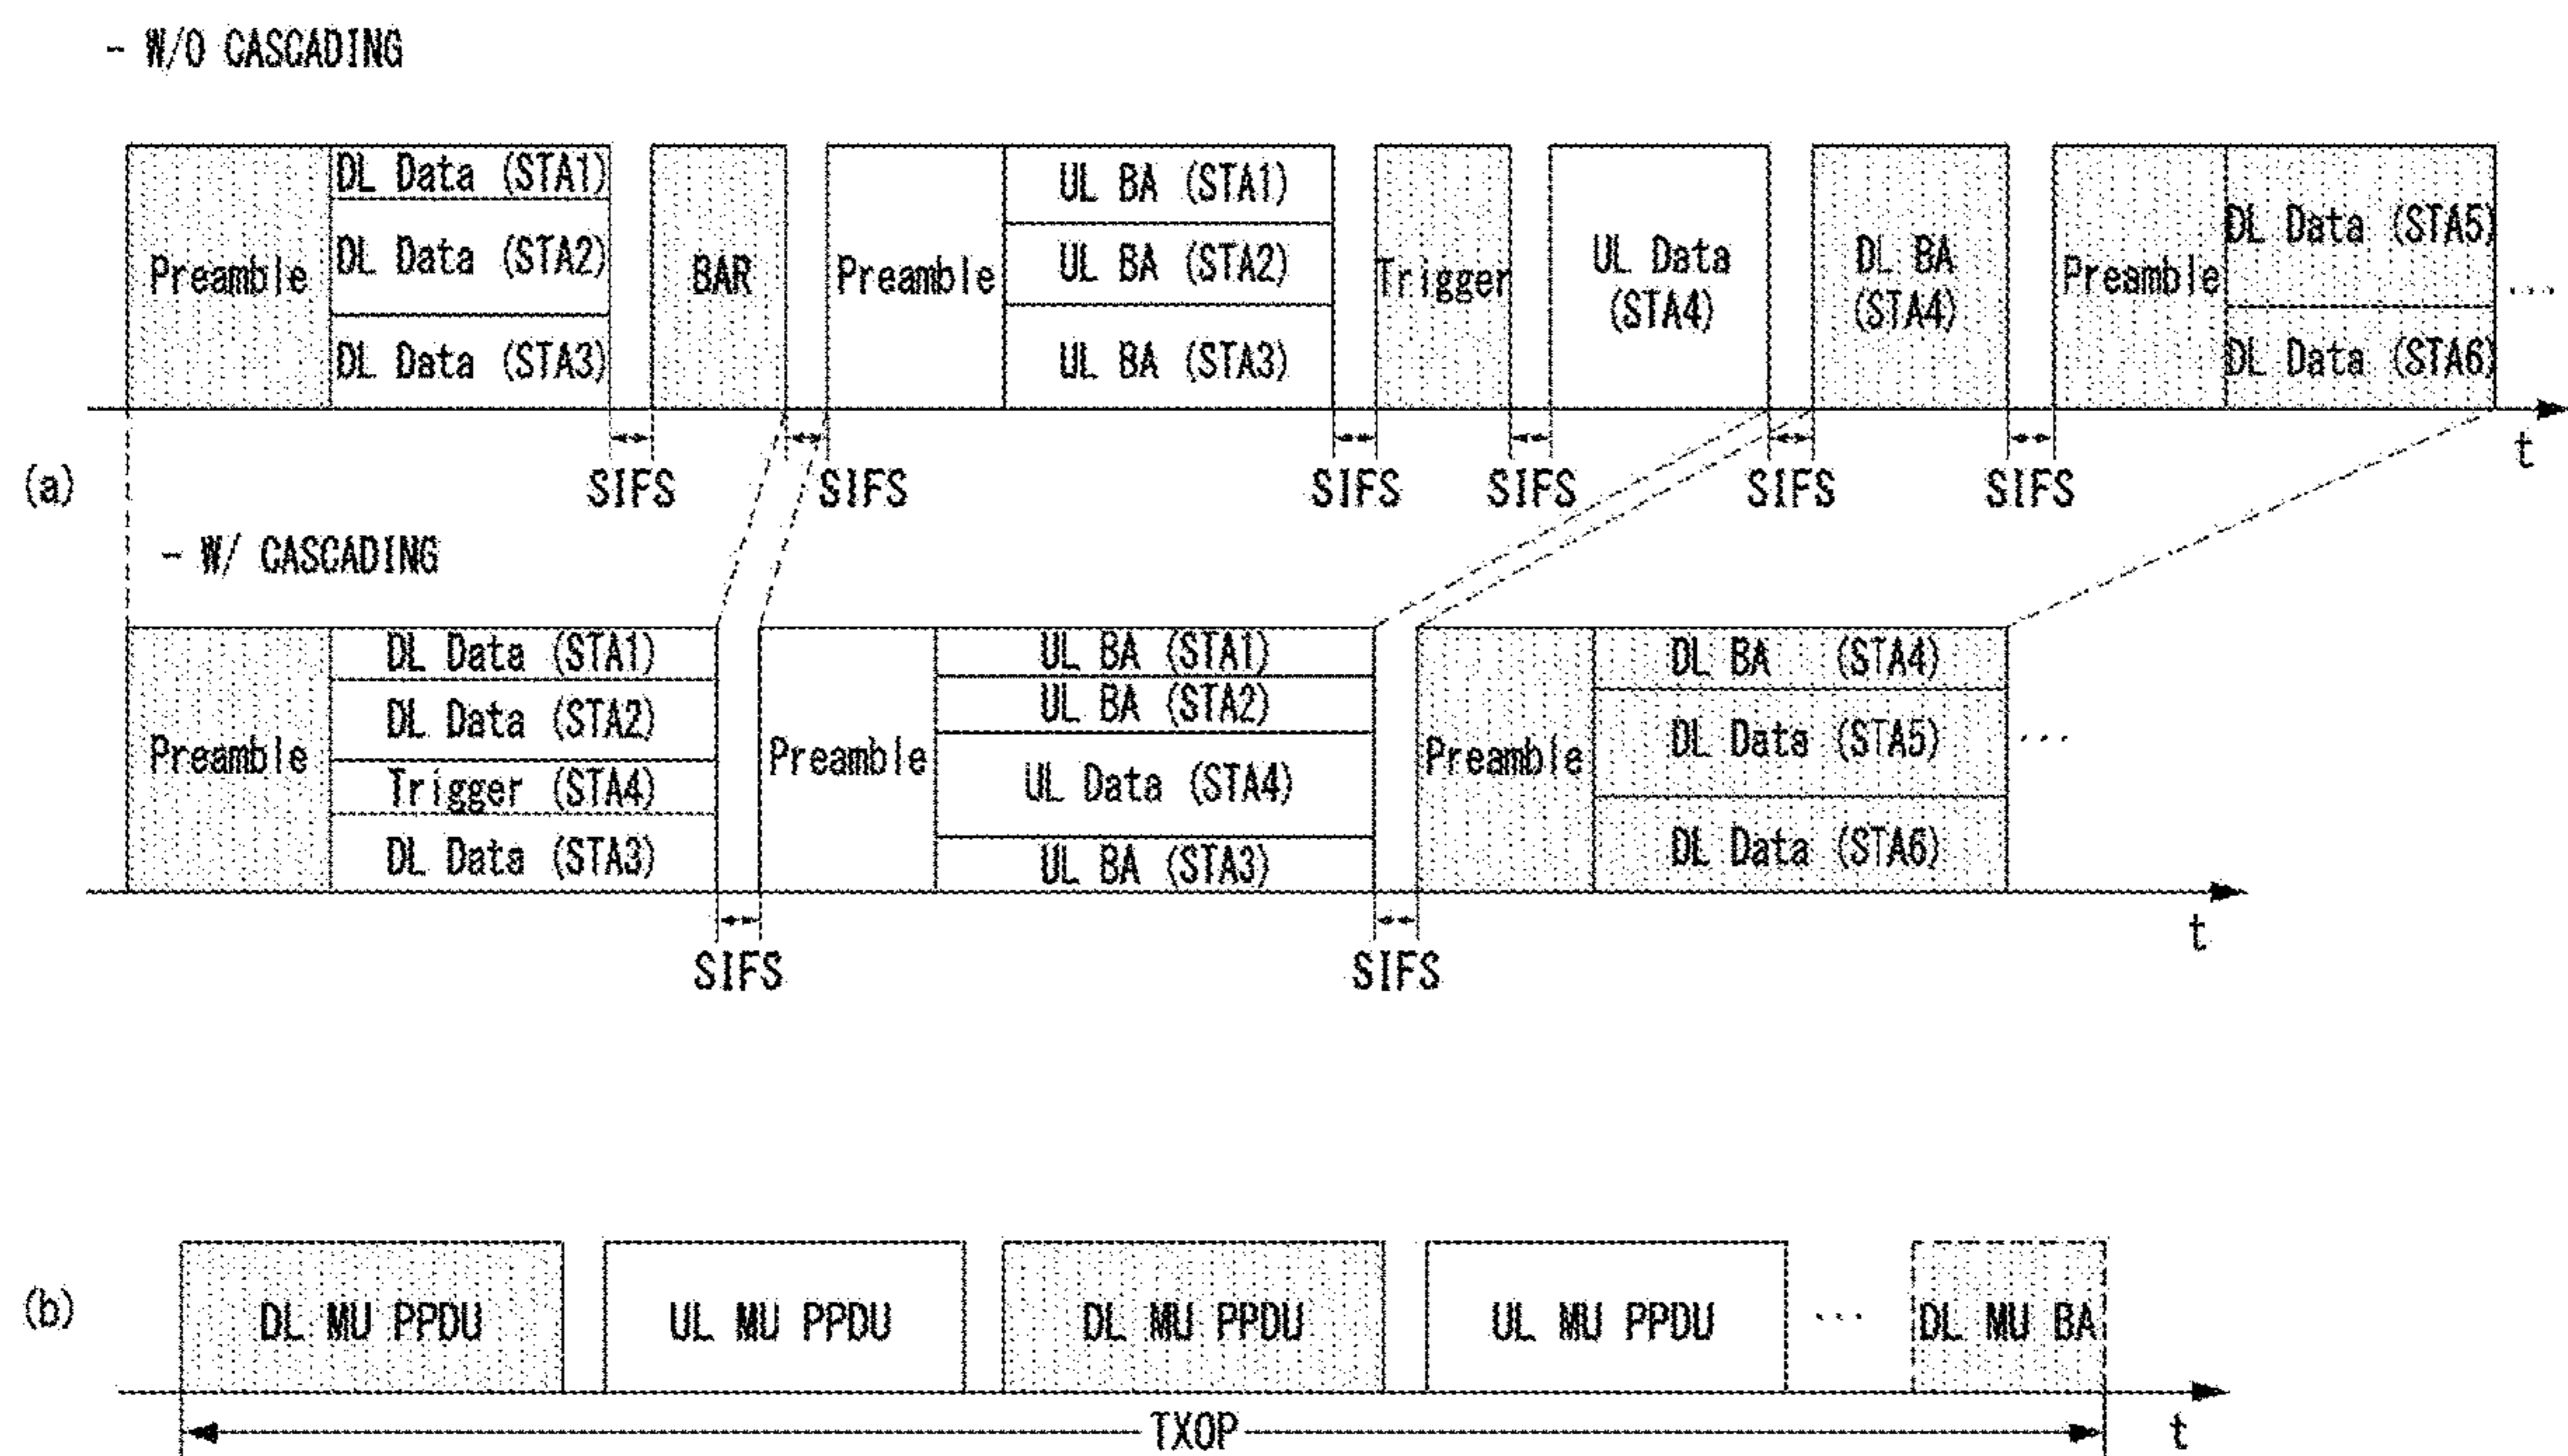 - W/O CASCADING
Preamble
DL Data (STA1)
DL Data (STA2)
DL Data (STA3)
BAR
Preamble
UL BA (STA1)
UL BA (STA2)
UL BA (STA3)
Trigger
UL Data
(STA4)
DL BA
(STA4)
Preamble
DL Data (STA5)
DL Data (STA6)
...
t
(a)
SIFS
SIFS
SIFS
SIFS
SIFS
SIFS
- W/ CASCADING
Preamble
DL Data (STA1)
DL Data (STA2)
Trigger (STA4)
DL Data (STA3)
Preamble
UL BA (STA1)
UL BA (STA2)
UL Data (STA4)
UL BA (STA3)
Preamble
DL BA (STA4)
DL Data (STA5)
DL Data (STA6)
...
t
SIFS
SIFS
(b)
DL MU PPDU
UL MU PPDU
DL MU PPDU
UL MU PPDU
...
DL MU BA
TXOP
t